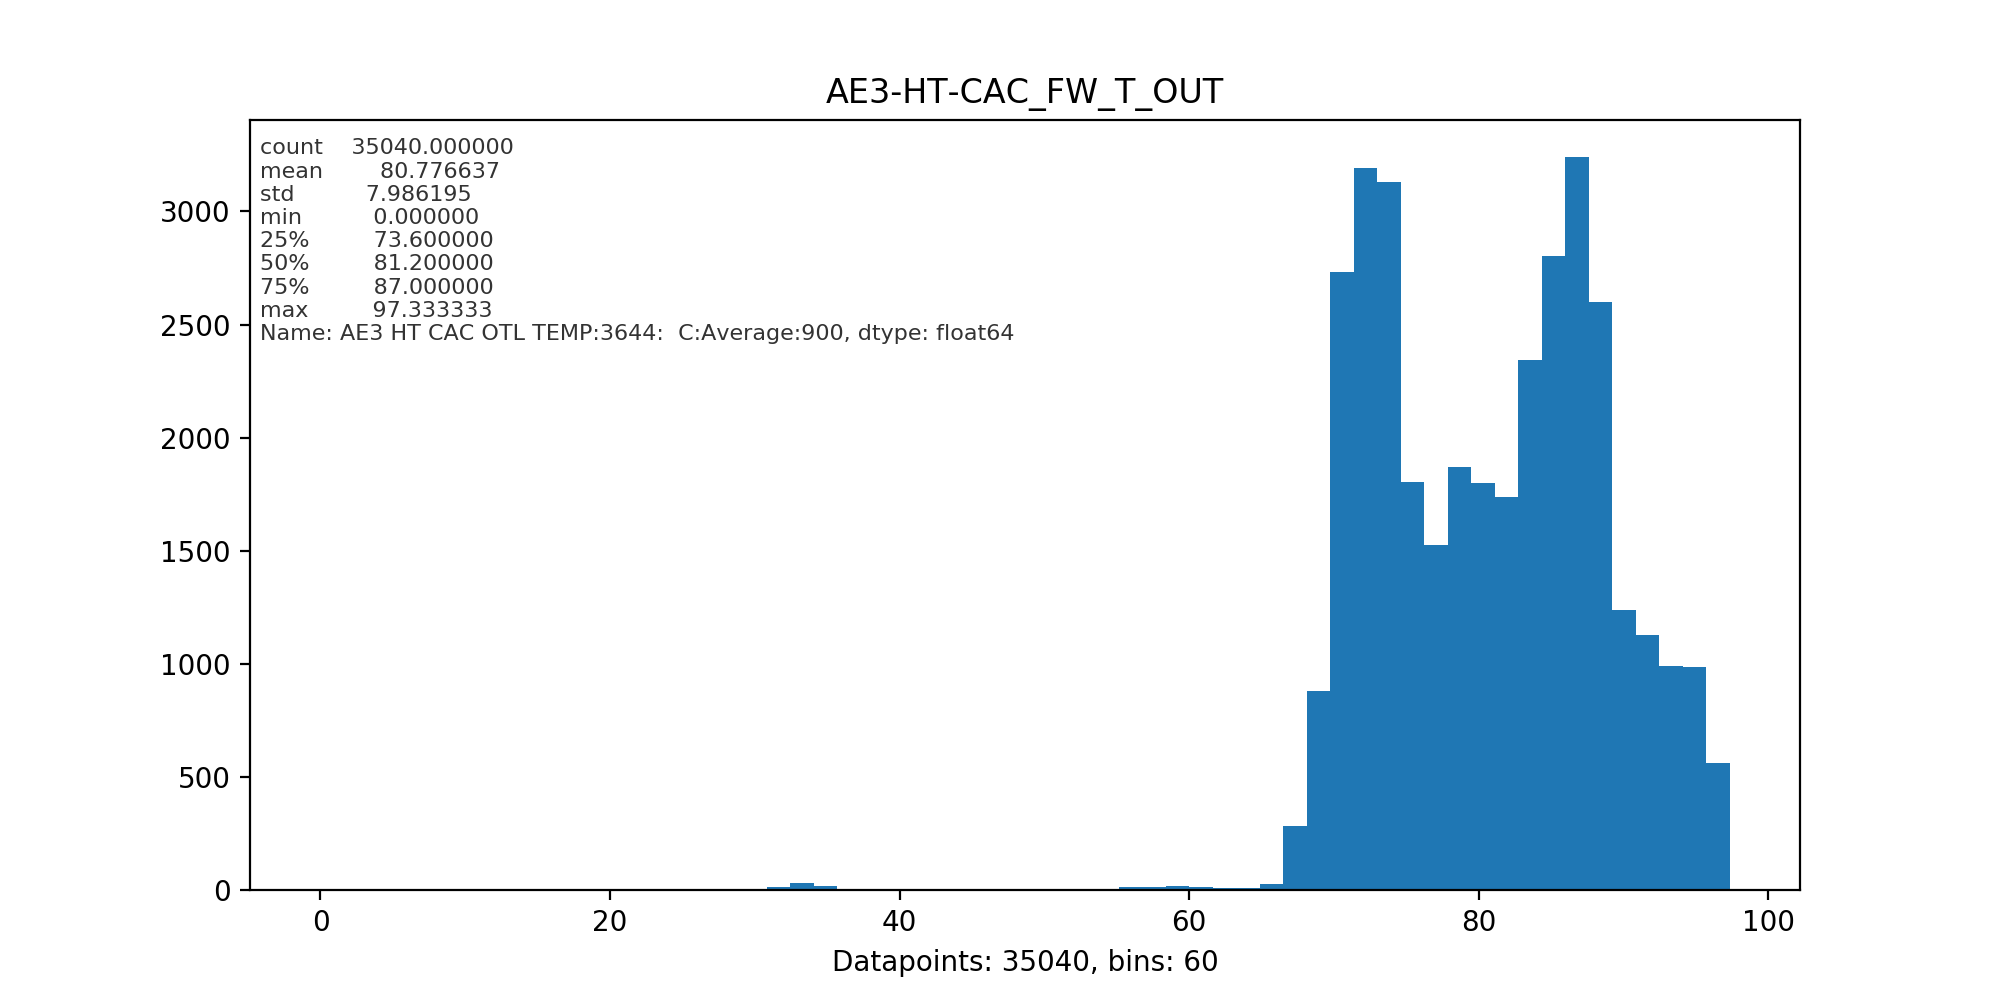 AE3-HT-CAC_FW_T_OUT
count 35040.000000
mean 80.776637
std 7.986195
min 0.000000
25% 73.600000
50% 81.200000
75% 87.000000
max 97.333333
Name: AE3 HT CAC OTL TEMP:3644:  C:Average:900, dtype: float64
3000
2500
2000
1500
1000
500
0
0 20 40 60 80 100
Datapoints: 35040, bins: 60